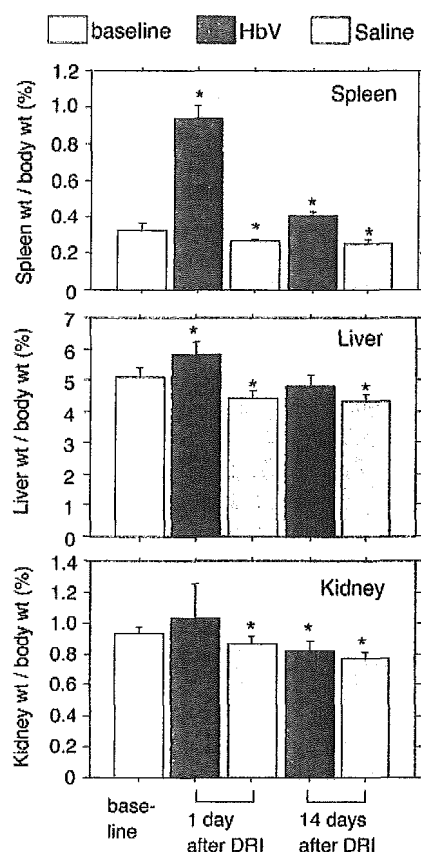 baseline HbV Saline
1.2
1.0
0.8
0.6
0.4
0.2
0
Spleen wt / body wt (%)
Spleen
*
*
*
*
7
6
5
4
3
2
1
0
Liver wt / body wt (%)
Liver
*
*
*
1.4
1.2
1.0
0.8
0.6
0.4
0.2
0
Kidney wt / body wt (%)
Kidney
*
*
*
base-
line
1 day
after DRI
14 days
after DRI